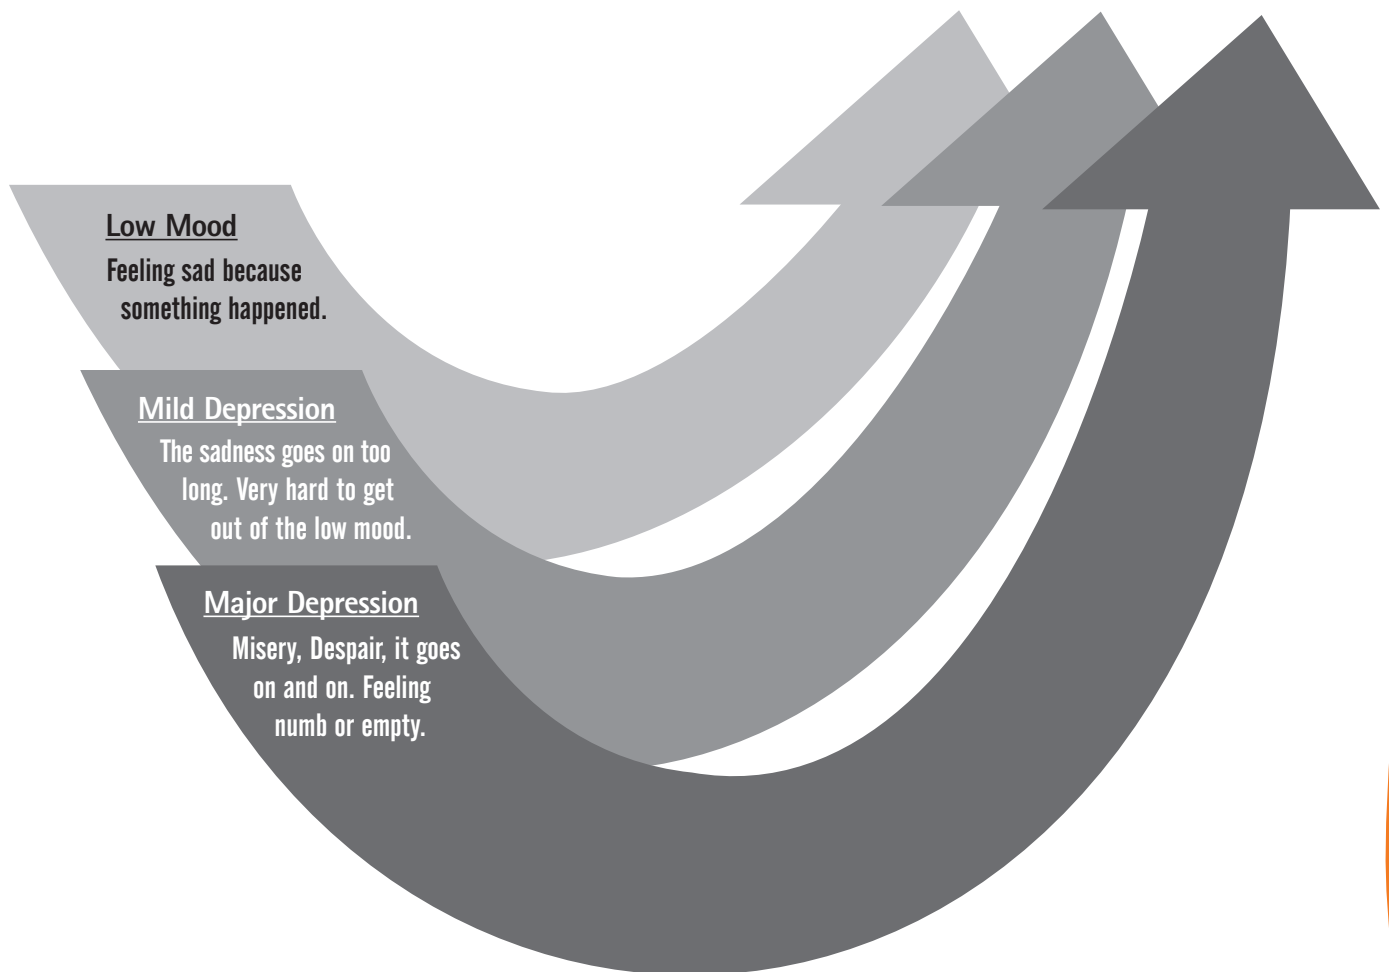 Low Mood
Feeling sad because
something happened.
Mild Depression
The sadness goes on too
long. Very hard to get
out of the low mood.
Major Depression
Misery, Despair, it goes
on and on. Feeling
numb or empty.